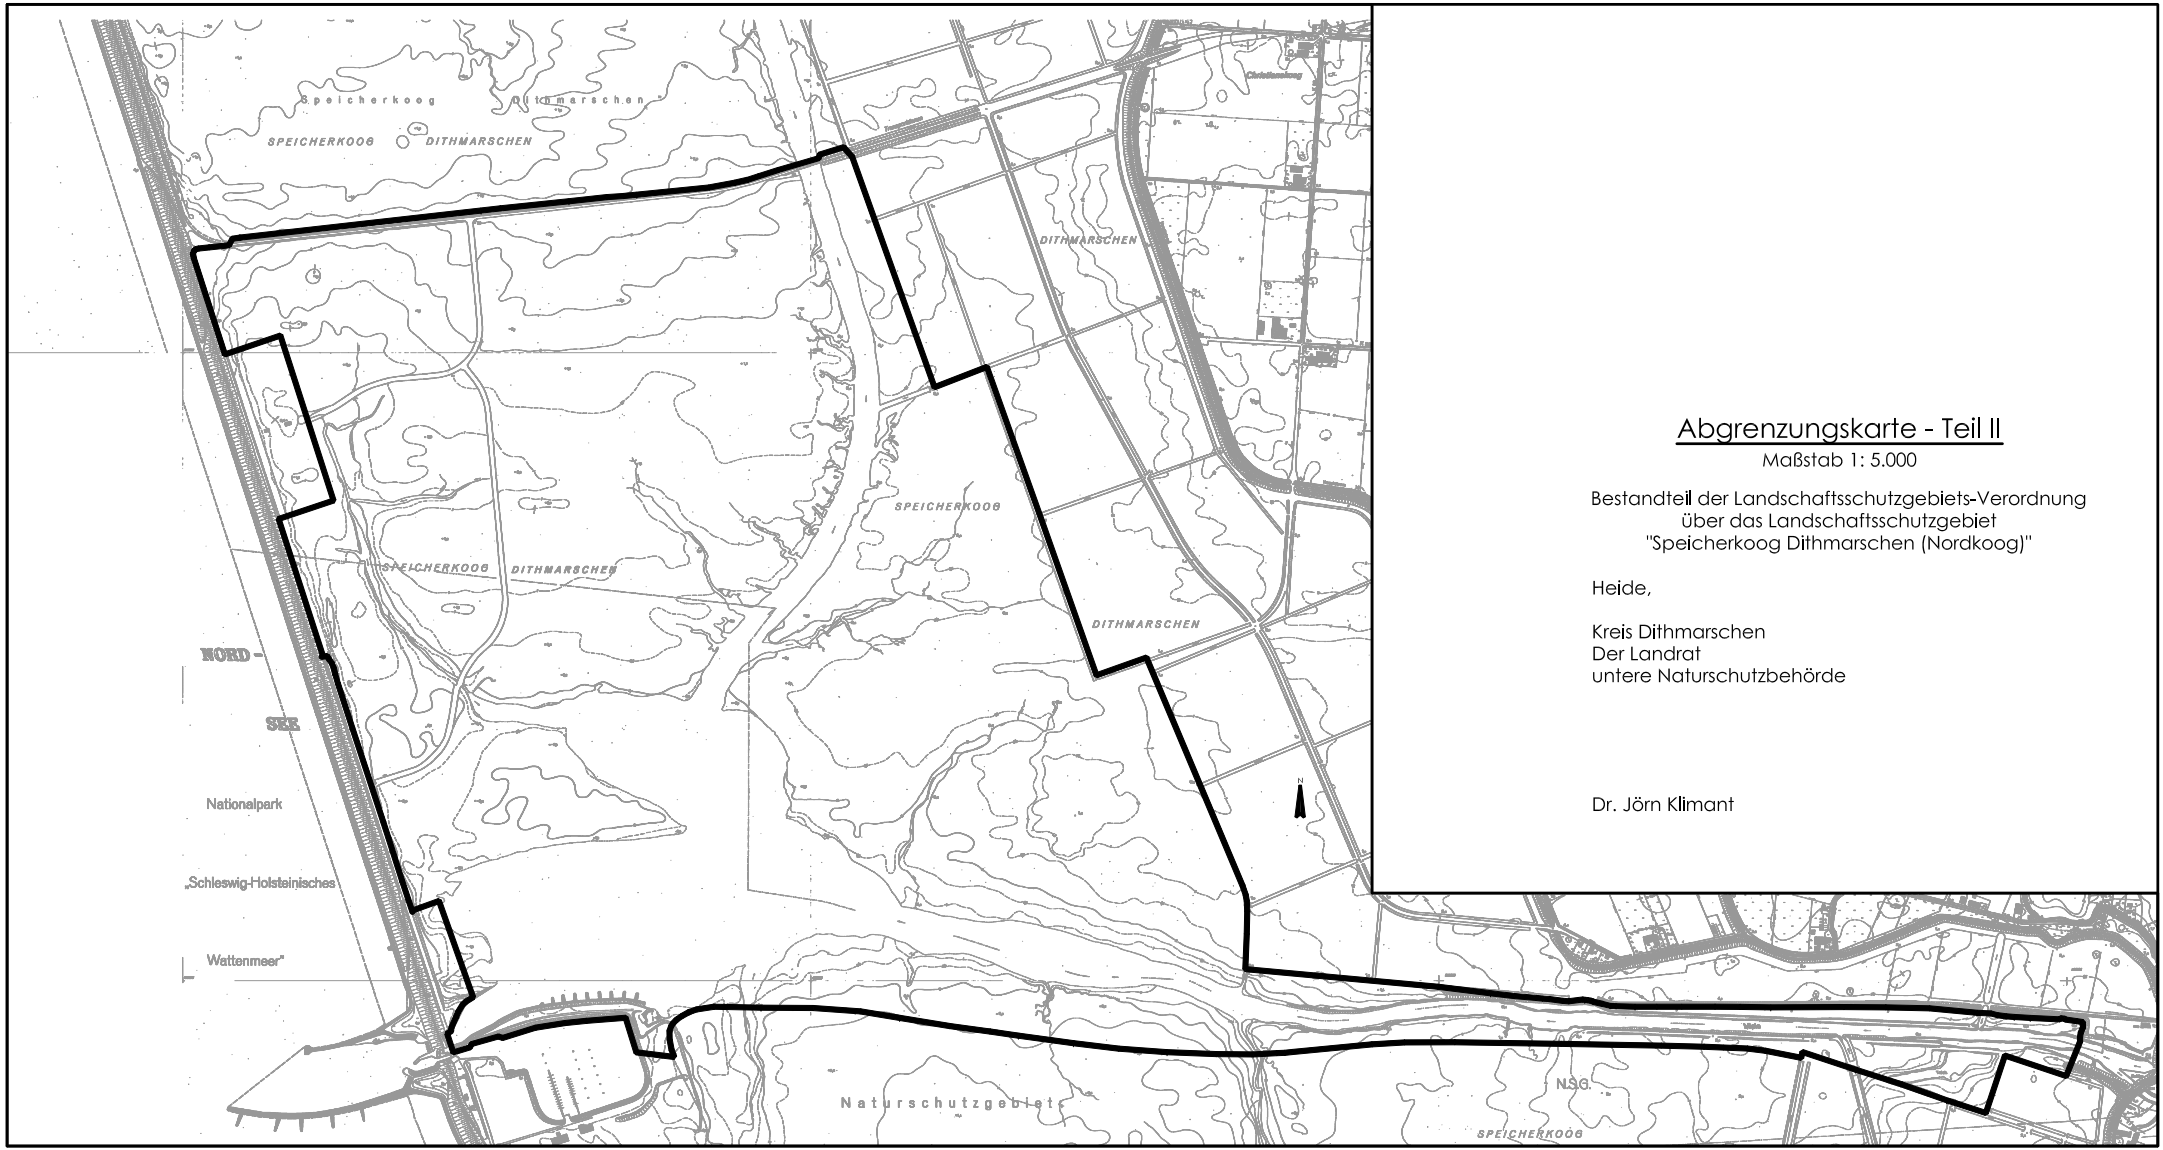 Christianskoog
Speicherkoog Dithmarschen
SPEICHERKOOG DITHMARSCHEN
DITHMARSCHEN
SPEICHERKOOG
SPEICHERKOOG DITHMARSCHEN
DITHMARSCHEN
NORD -
SEE
N
Nationalpark
„Schleswig-Holsteinisches
Wattenmeer"
Naturschutzgebiet
N.S.G.
SPEICHERKOOG
Abgrenzungskarte - Teil II
Maßstab 1: 5.000
Bestandteil der Landschaftsschutzgebiets-Verordnung
über das Landschaftsschutzgebiet
"Speicherkoog Dithmarschen (Nordkoog)"
Heide,
Kreis Dithmarschen
Der Landrat
untere Naturschutzbehörde
Dr. Jörn Klimant